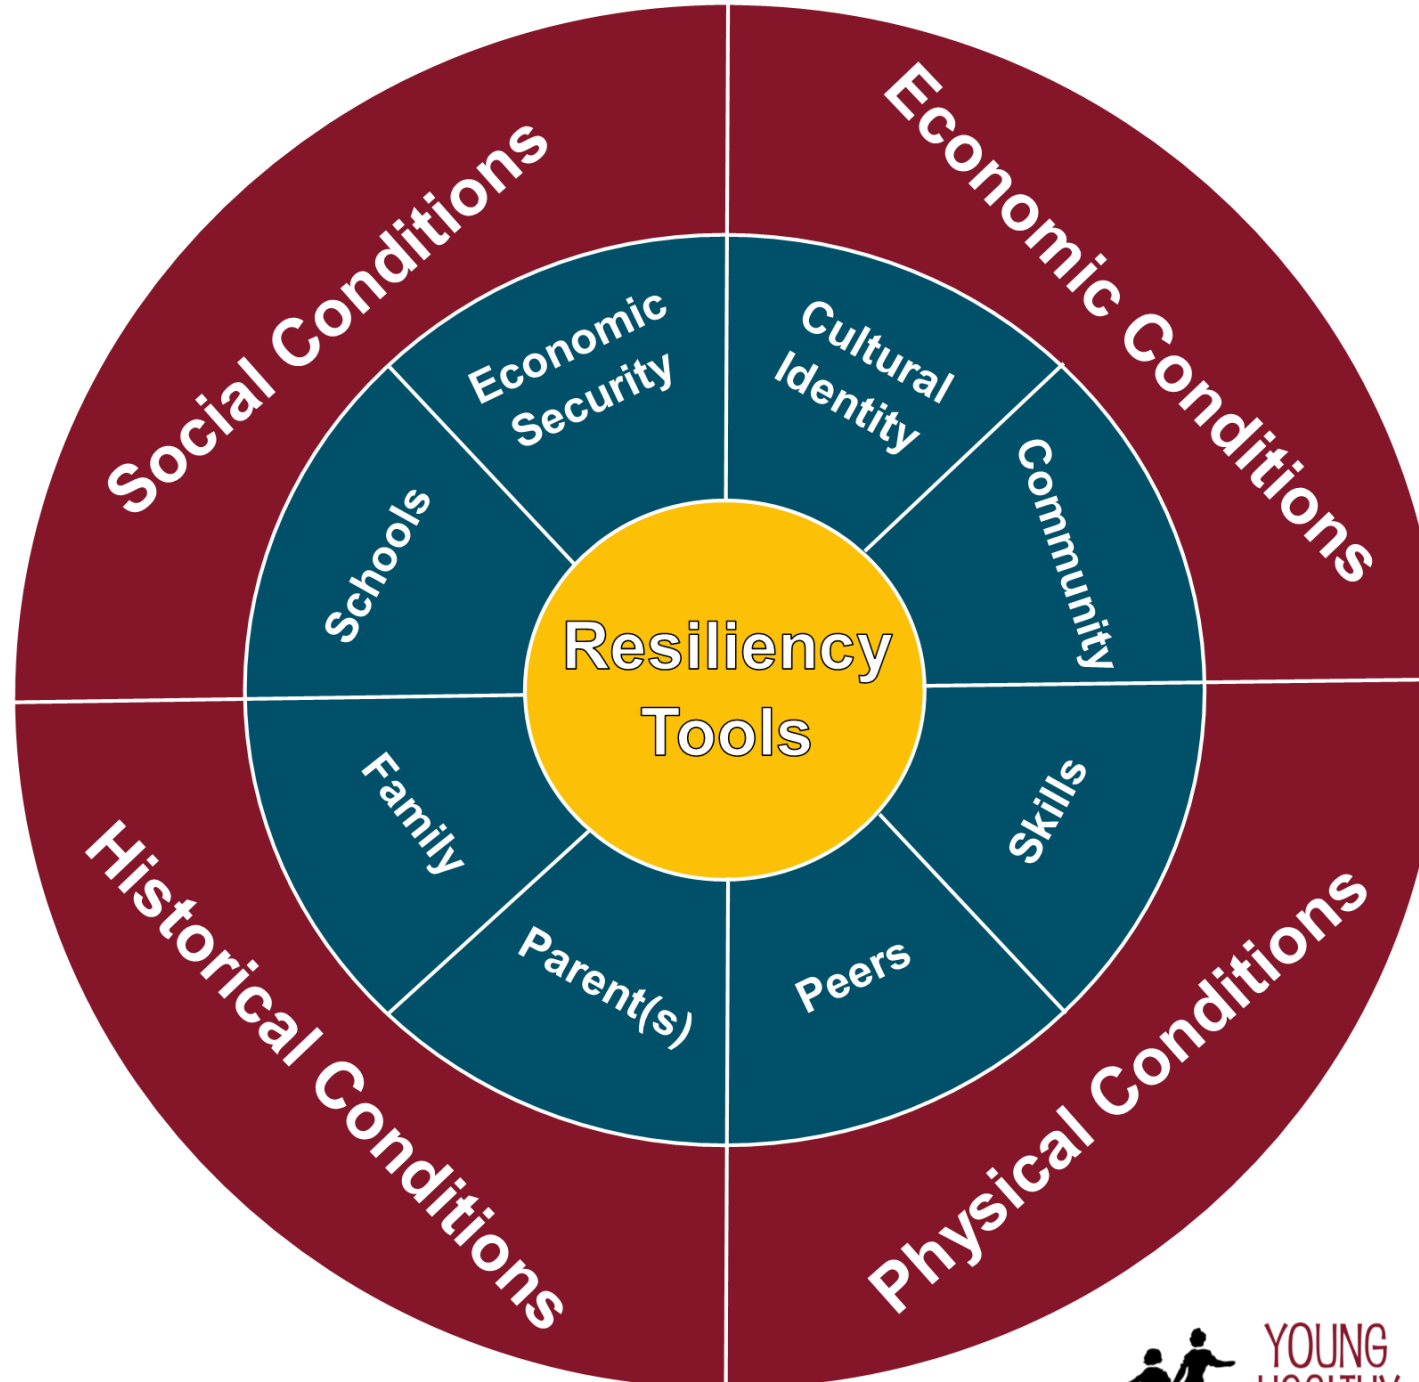 Social Conditions
Economic Conditions
Economic
Security
Cultural
Identity
Schools
Community
Resiliency
Tools
Family
Skills
Parent(s)
Peers
Historical Conditions
Physical Conditions
YOUNG
HEALTHY